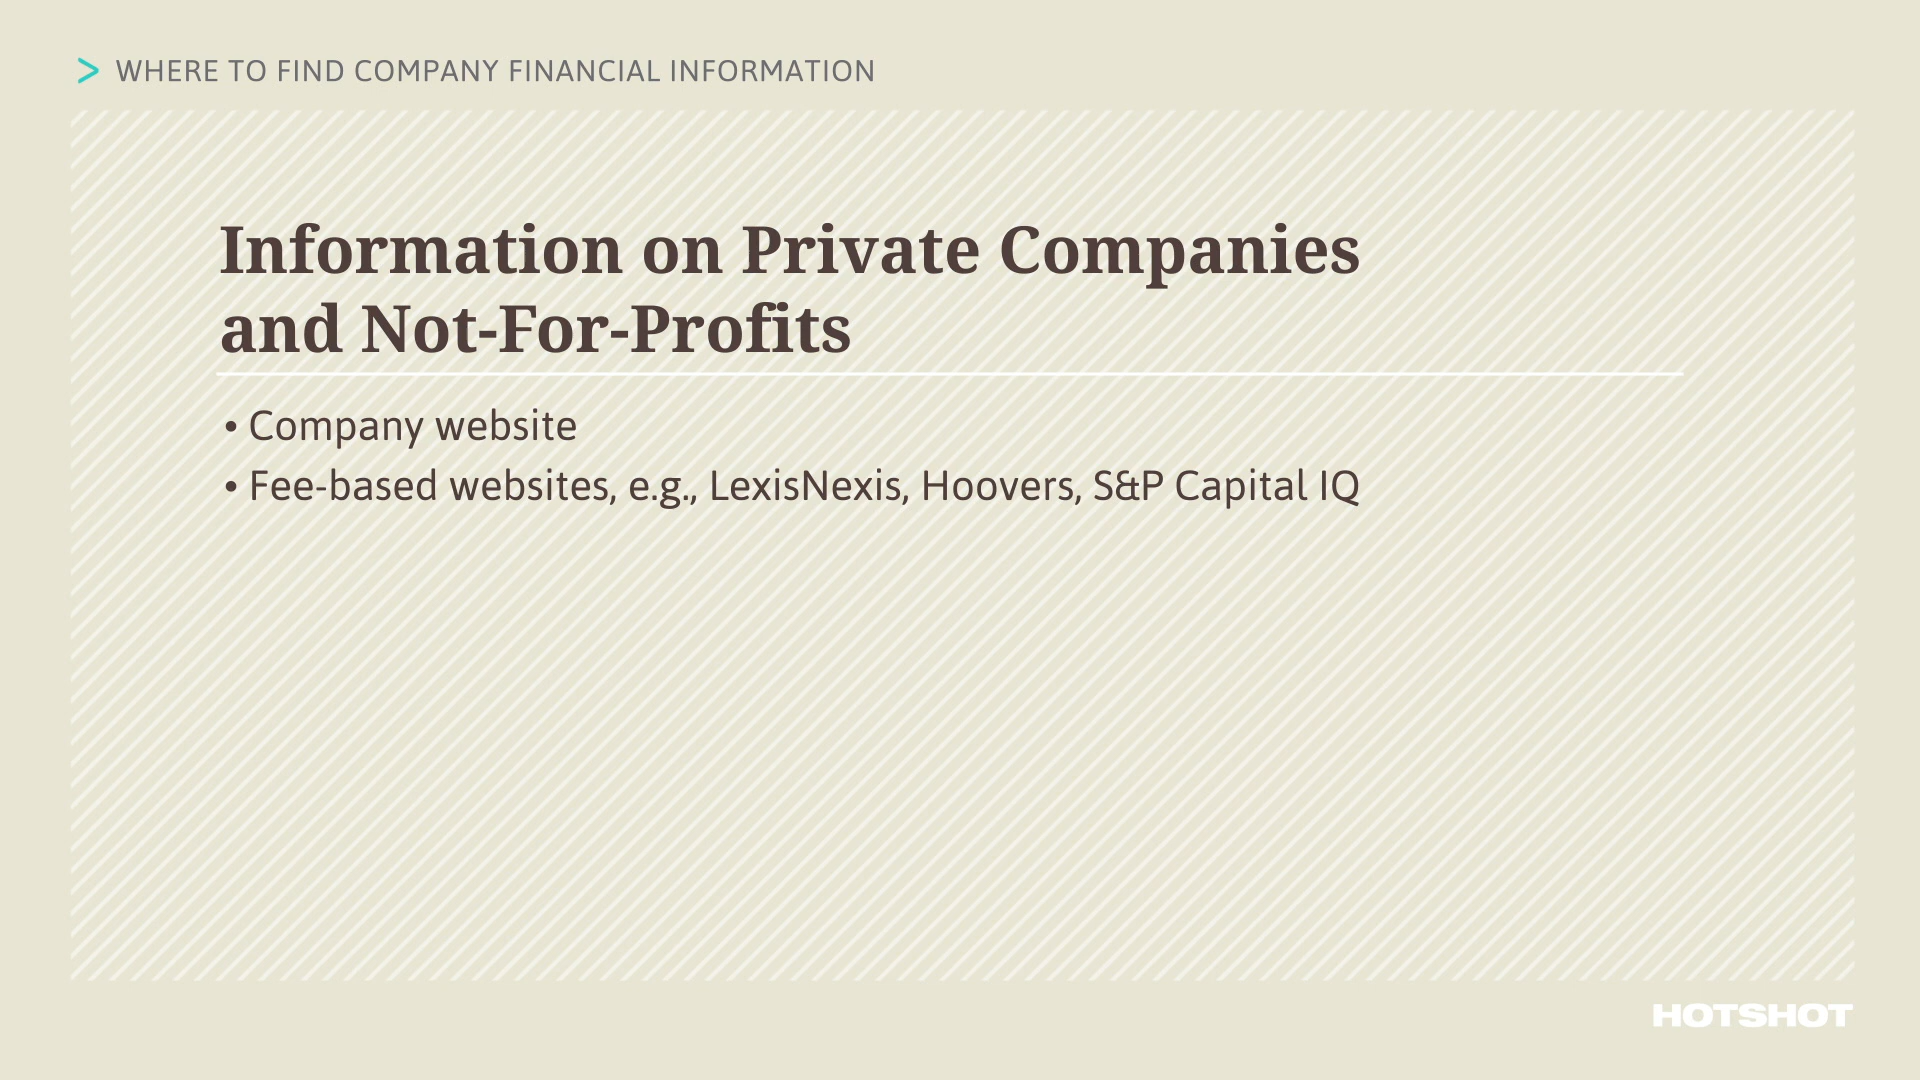 > WHERE TO FIND COMPANY FINANCIAL INFORMATION
Information on Private Companies
and Not-For-Profits
• Company website
• Fee-based websites, e.g., LexisNexis, Hoovers, S&P Capital IQ
HOTSHOT